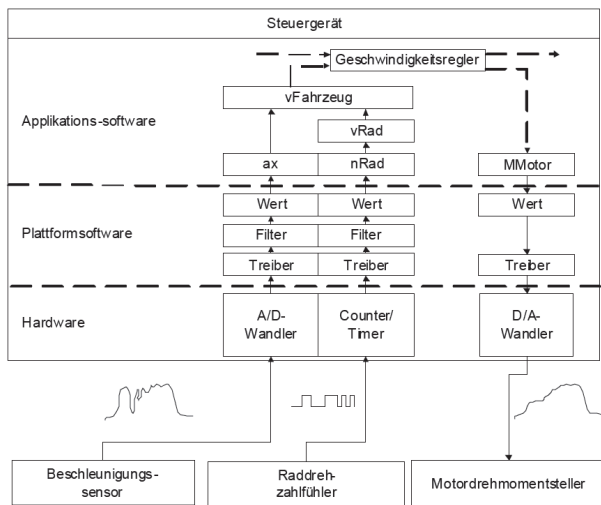 Steuergerät
Geschwindigkeitsregler
vFahrzeug
Applikations-software
vRad
ax
nRad
MMotor
Wert
Wert
Wert
Plattformsoftware
Filter
Filter
Treiber
Treiber
Treiber
Hardware
A/D-
Wandler
Counter/
Timer
D/A-
Wandler
Beschleunigungs-
sensor
Raddreh-
zahlfühler
Motordrehmomentsteller